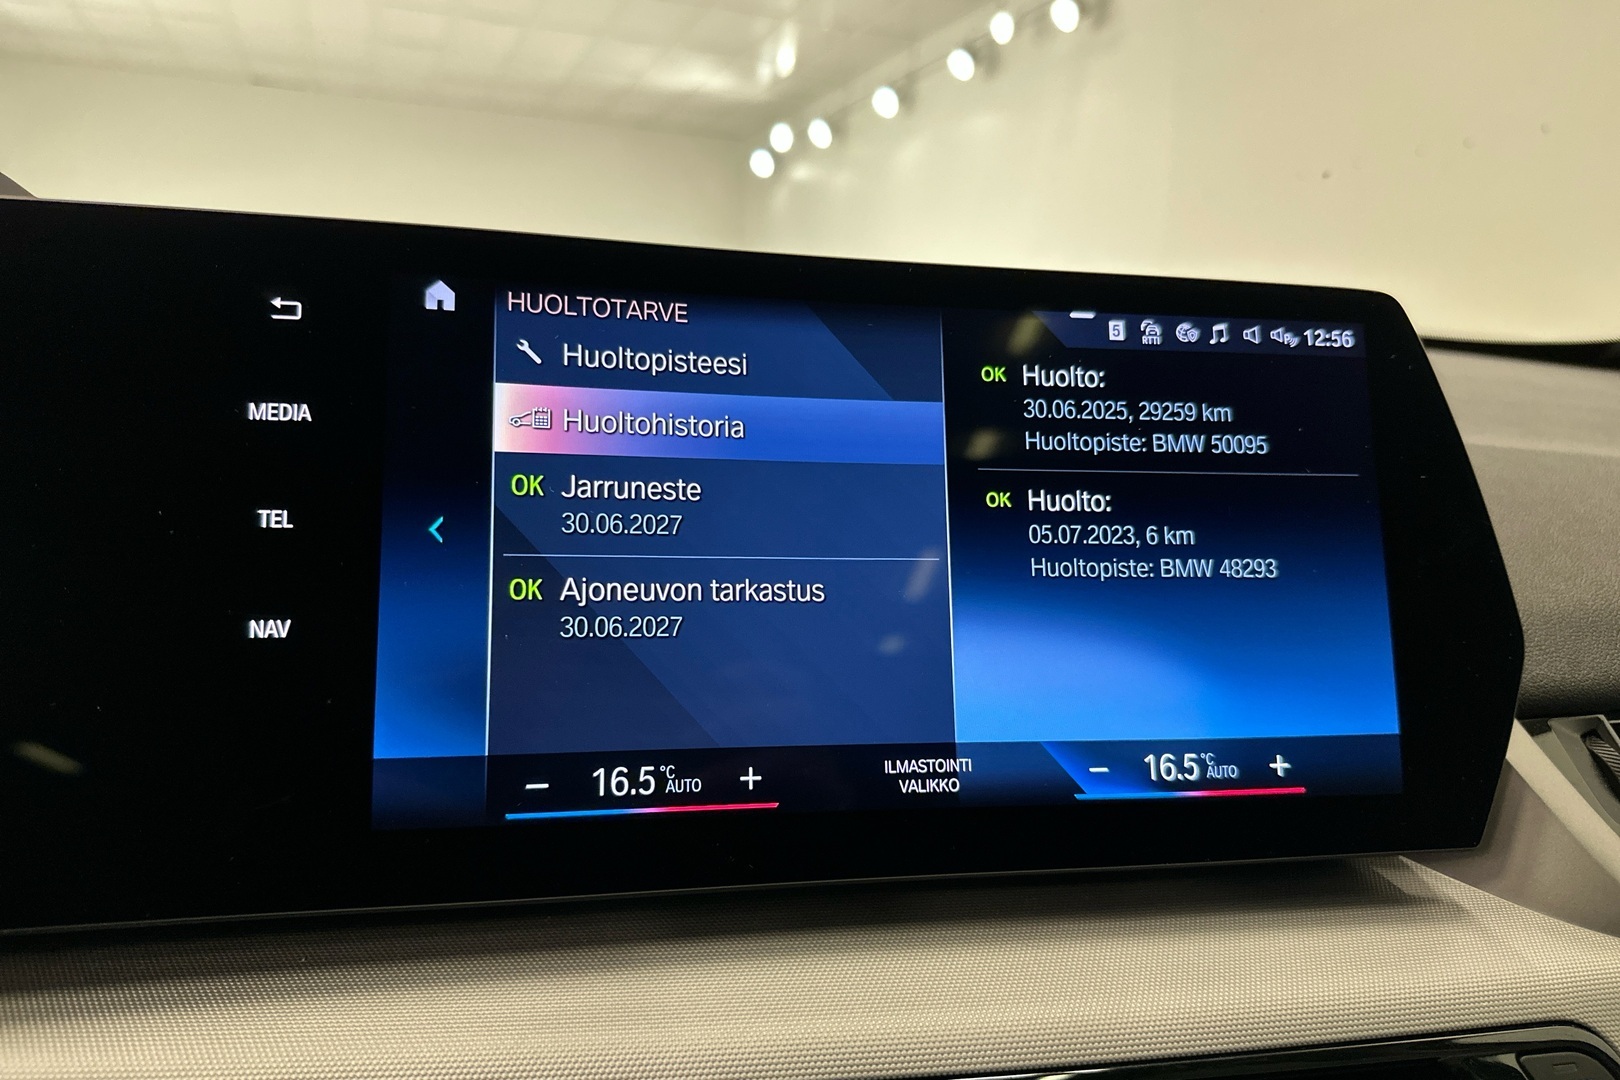 MEDIA
TEL
NAV
HUOLTOTARVE
Huoltopisteesi
Huoltohistoria
OK Jarruneste
30.06.2027
OK Ajoneuvon tarkastus
30.06.2027
5 RTTI 12:56
OK Huolto:
30.06.2025, 29259 km
Huoltopiste: BMW 50095
OK Huolto:
05.07.2023, 6 km
Huoltopiste: BMW 48293
− 16.5 °C AUTO +
ILMASTOINTI
VALIKKO
− 16.5 °C AUTO +